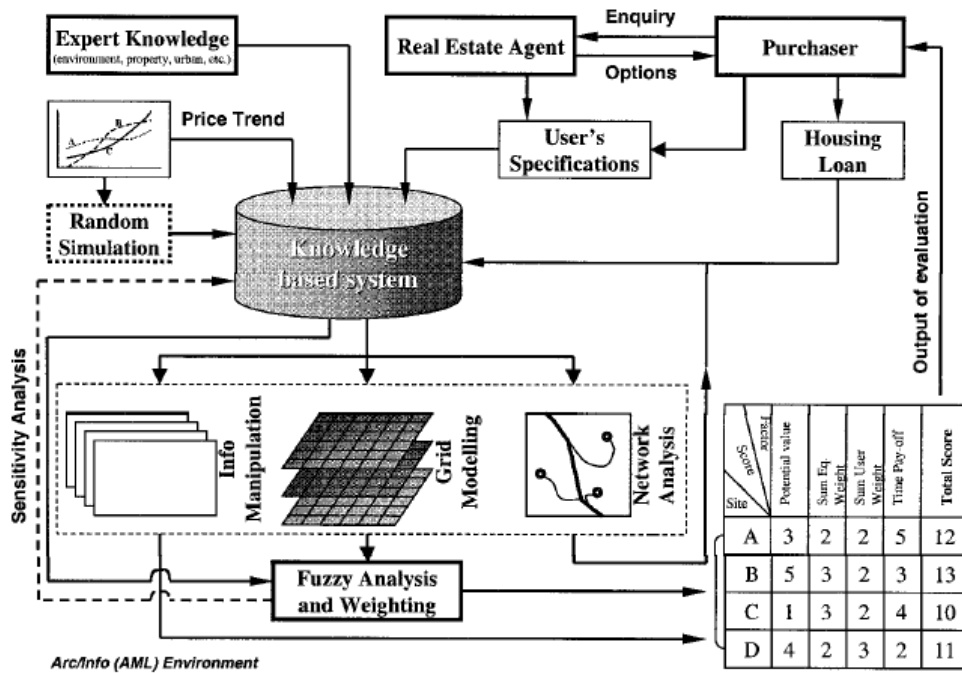 Expert Knowledge
(environment, property, urban, etc.)
Real Estate Agent
Enquiry
Options
Purchaser
A
B
C
Price Trend
User's
Specifications
Housing
Loan
Random
Simulation
Knowledge
based system
Output of evaluation
Sensitivity Analysis
Info
Manipulation
Grid
Modelling
Network
Analysis
Fuzzy Analysis
and Weighting
Factor
Score
Site
Potential value
Sum Eq.
Weight
Sum User
Weight
Time Pay-off
Total Score
A 3 2 2 5 12
B 5 3 2 3 13
C 1 3 2 4 10
D 4 2 3 2 11
Arc/Info (AML) Environment